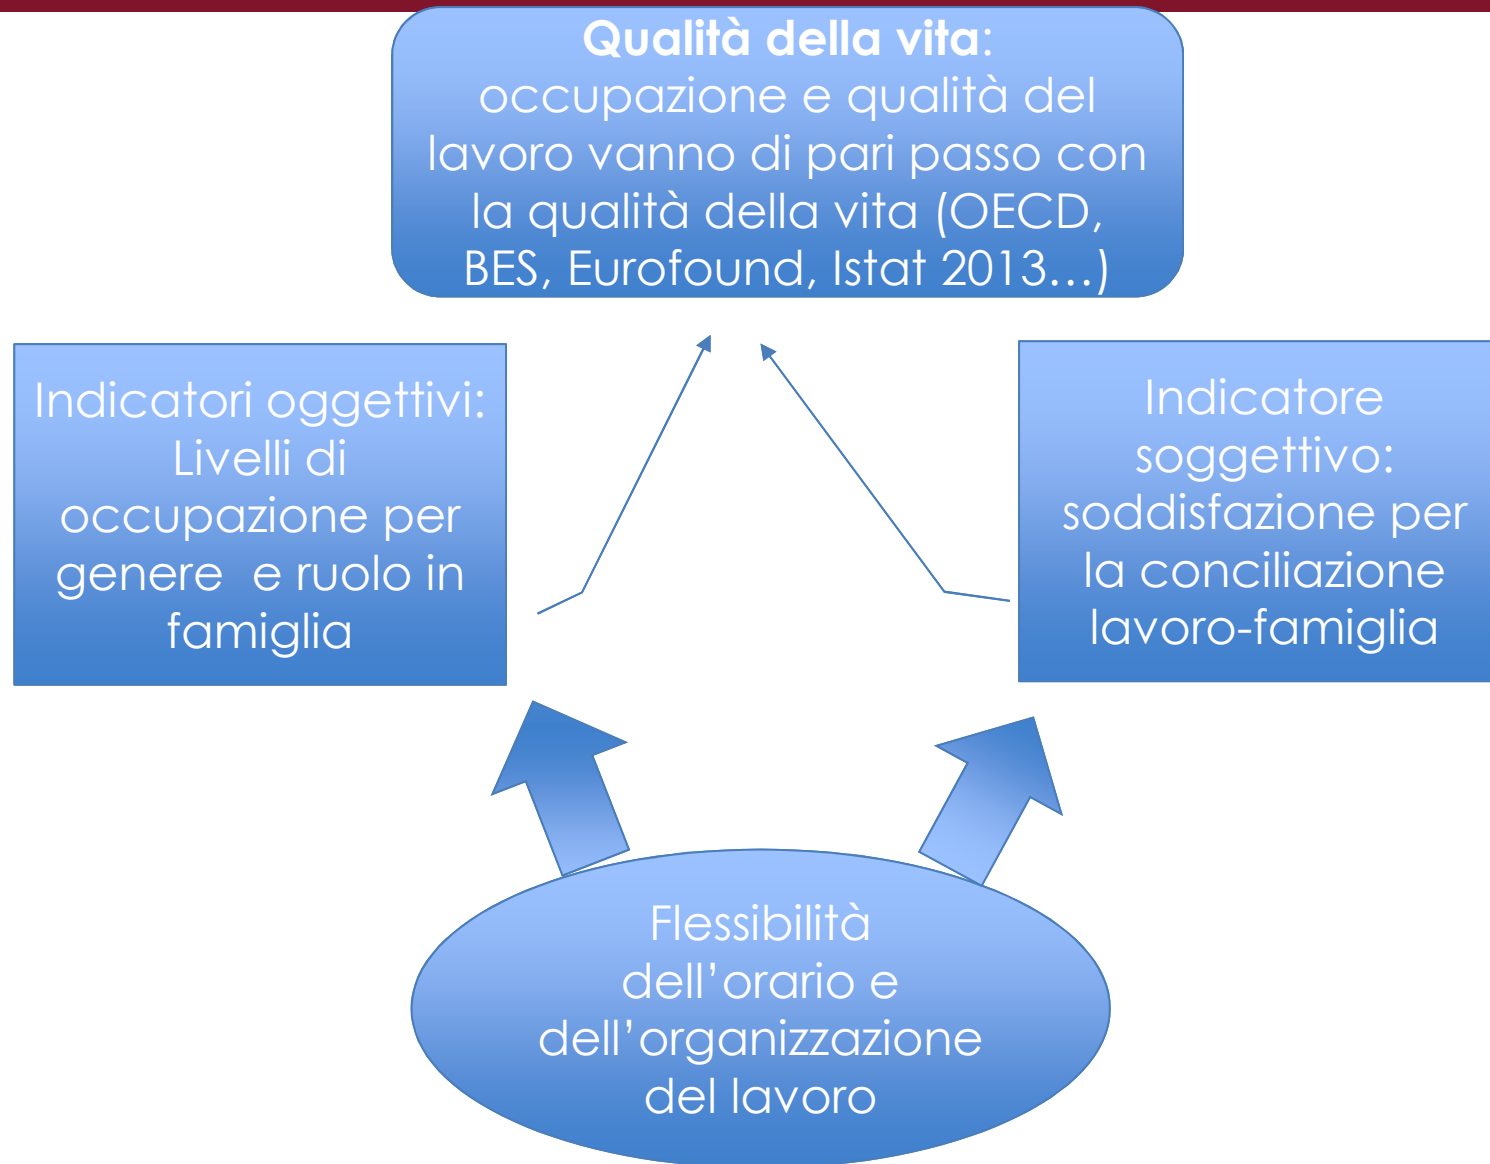 Qualità della vita:
occupazione e qualità del
lavoro vanno di pari passo con
la qualità della vita (OECD,
BES, Eurofound, Istat 2013…)
Indicatori oggettivi:
Livelli di
occupazione per
genere  e ruolo in
famiglia
Indicatore
soggettivo:
soddisfazione per
la conciliazione
lavoro-famiglia
Flessibilità
dell’orario e
dell’organizzazione
del lavoro